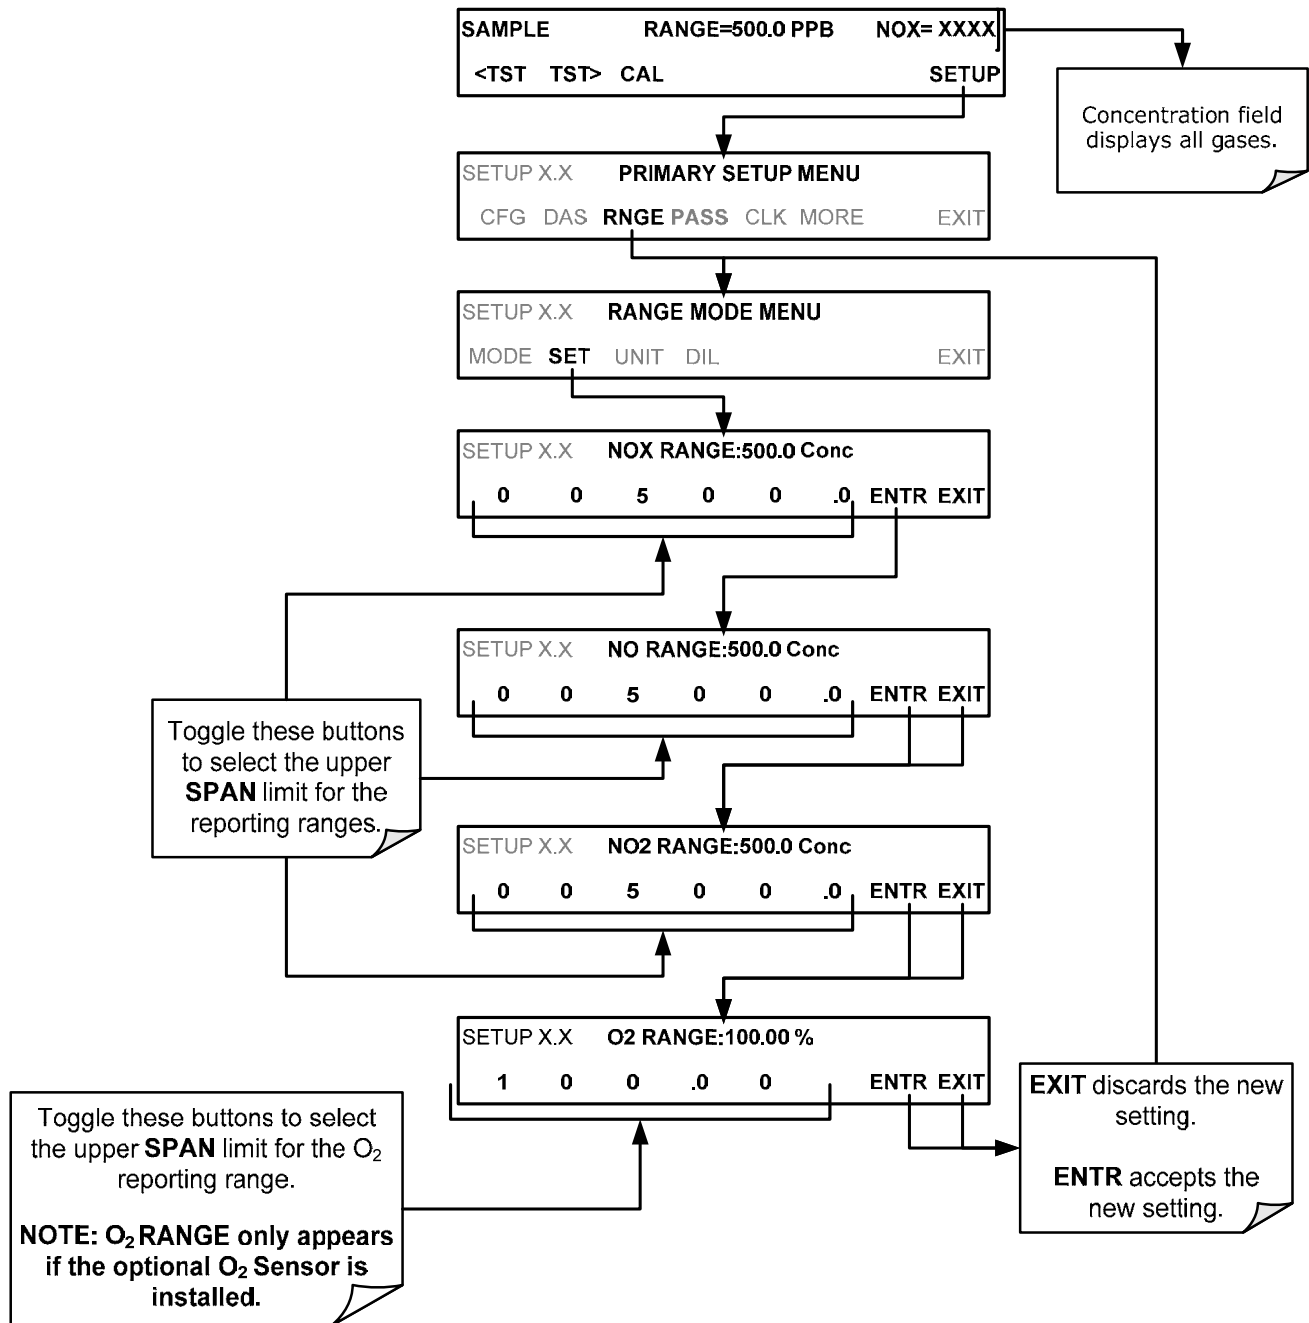 SAMPLE RANGE=500.0 PPB NOX= XXXX
<TST TST> CAL SETUP
Concentration field
displays all gases.
SETUP X.X PRIMARY SETUP MENU
CFG DAS RNGE PASS CLK MORE EXIT
SETUP X.X RANGE MODE MENU
MODE SET UNIT DIL EXIT
SETUP X.X NOX RANGE:500.0 Conc
0 0 5 0 0 .0 ENTR EXIT
SETUP X.X NO RANGE:500.0 Conc
0 0 5 0 0 .0 ENTR EXIT
Toggle these buttons
to select the upper
SPAN limit for the
reporting ranges.
SETUP X.X NO2 RANGE:500.0 Conc
0 0 5 0 0 .0 ENTR EXIT
SETUP X.X O2 RANGE:100.00 %
1 0 0 .0 0 ENTR EXIT
EXIT discards the new
setting.
ENTR accepts the
new setting.
Toggle these buttons to select
the upper SPAN limit for the O₂
reporting range.
NOTE: O₂ RANGE only appears
if the optional O₂ Sensor is
installed.